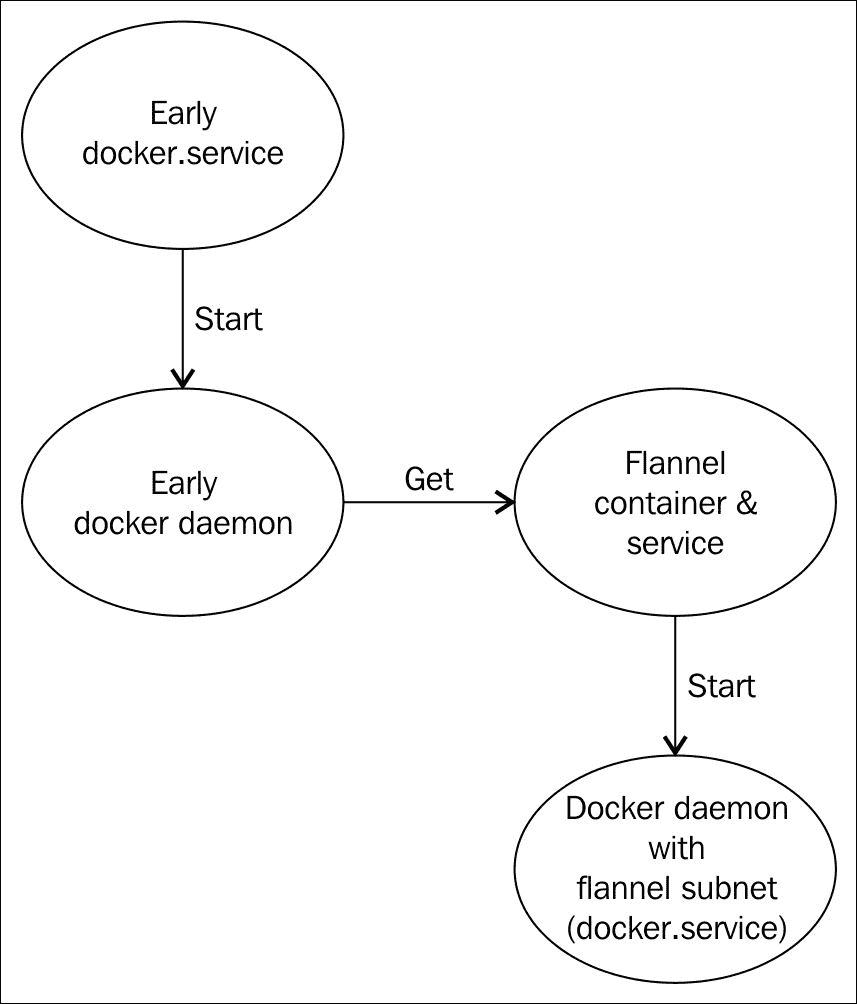 Early
docker.service
Start
Early
docker daemon
Get
Flannel
container &
service
Start
Docker daemon
with
flannel subnet
(docker.service)